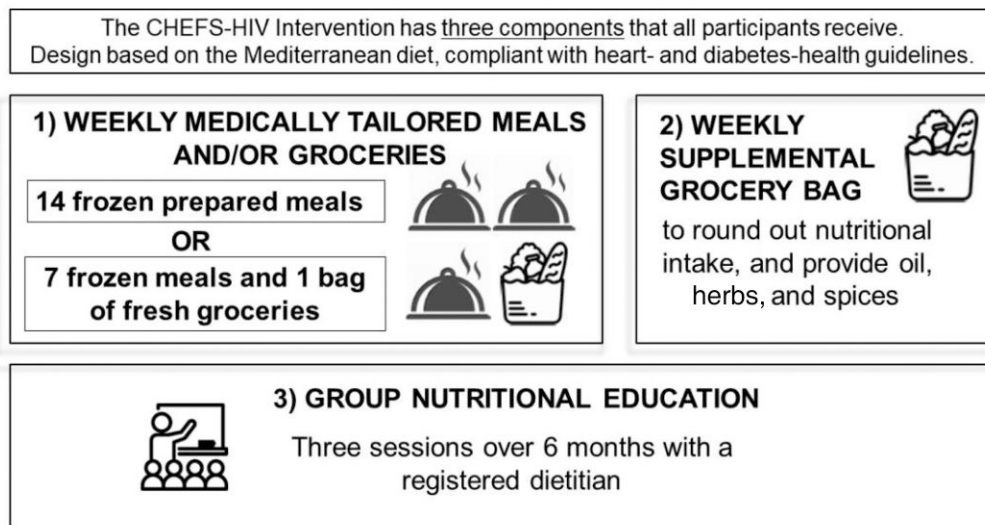 The CHEFS-HIV Intervention has three components that all participants receive.
Design based on the Mediterranean diet, compliant with heart- and diabetes-health guidelines.
1) WEEKLY MEDICALLY TAILORED MEALS
AND/OR GROCERIES
14 frozen prepared meals
OR
7 frozen meals and 1 bag
of fresh groceries
2) WEEKLY
SUPPLEMENTAL
GROCERY BAG
to round out nutritional
intake, and provide oil,
herbs, and spices
3) GROUP NUTRITIONAL EDUCATION
Three sessions over 6 months with a
registered dietitian